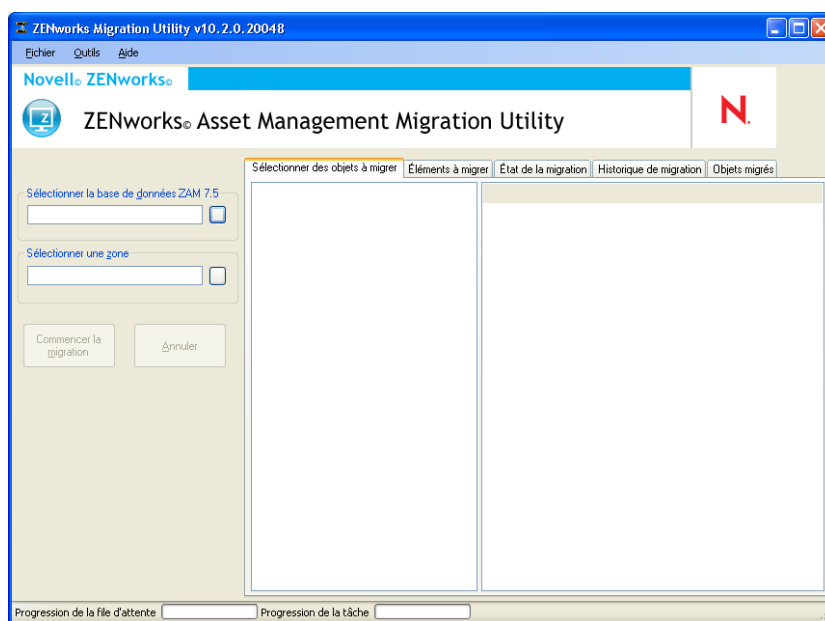 ZENworks Migration Utility v10.2.0.20048
Fichier Outils Aide
Novell© ZENworks©
Z
ZENworks© Asset Management Migration Utility
N.
Sélectionner des objets à migrer Éléments à migrer État de la migration Historique de migration Objets migrés
Sélectionner la base de données ZAM 7.5
Sélectionner une zone
Commencer la
migration
Annuler
Progression de la file d'attente Progression de la tâche